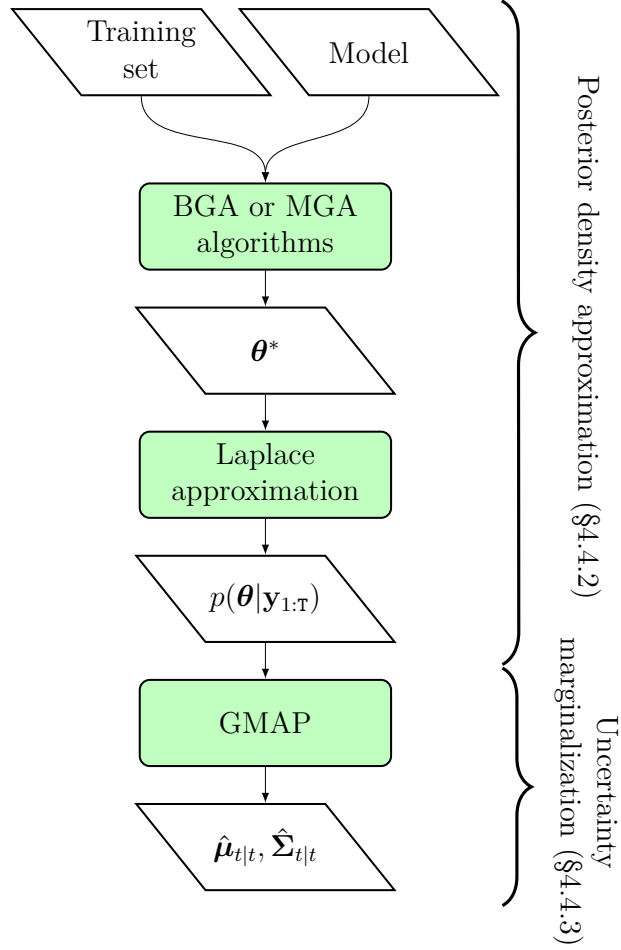 Training
set
Model
BGA or MGA
algorithms
θ*
Laplace
approximation
p(θ|y₁:T)
GMAP
μ̂ₜ|ₜ, Σ̂ₜ|ₜ
Posterior density approximation (§4.4.2)
Uncertainty
marginalization (§4.4.3)